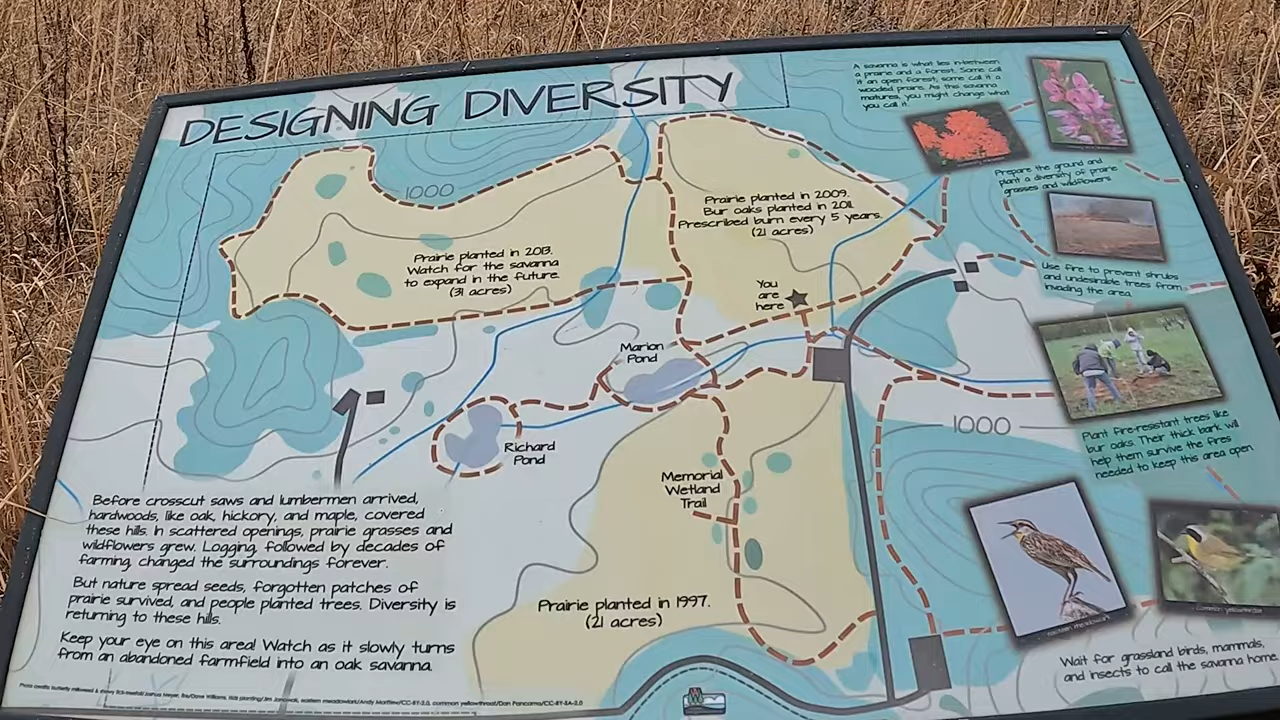 DESIGNING DIVERSITY
A savanna is what lies in-between
a prairie and a forest. Some call
it an open forest, some call it a
wooded prairie. As this savanna
matures, you might change what
you call it.
Prepare the ground and
plant a diversity of prairie
grasses and wildflowers.
Use fire to prevent shrubs
and undesirable trees from
invading the area.
Plant fire-resistant trees like
bur oaks. Their thick bark will
help them survive the fires
needed to keep this area open.
eastern meadowlark
common yellowthroat
Wait for grassland birds, mammals,
and insects to call the savanna home.
1000
Prairie planted in 2013.
Watch for the savanna
to expand in the future.
(31 acres)
Prairie planted in 2009.
Bur oaks planted in 2011.
Prescribed burn every 5 years.
(21 acres)
You
are
here
Marion
Pond
Richard
Pond
1000
Memorial
Wetland
Trail
Prairie planted in 1997.
(21 acres)
Before crosscut saws and lumbermen arrived,
hardwoods, like oak, hickory, and maple, covered
these hills. In scattered openings, prairie grasses and
wildflowers grew. Logging, followed by decades of
farming, changed the surroundings forever.
But nature spread seeds, forgotten patches of
prairie survived, and people planted trees. Diversity is
returning to these hills.
Keep your eye on this area! Watch as it slowly turns
from an abandoned farmfield into an oak savanna.